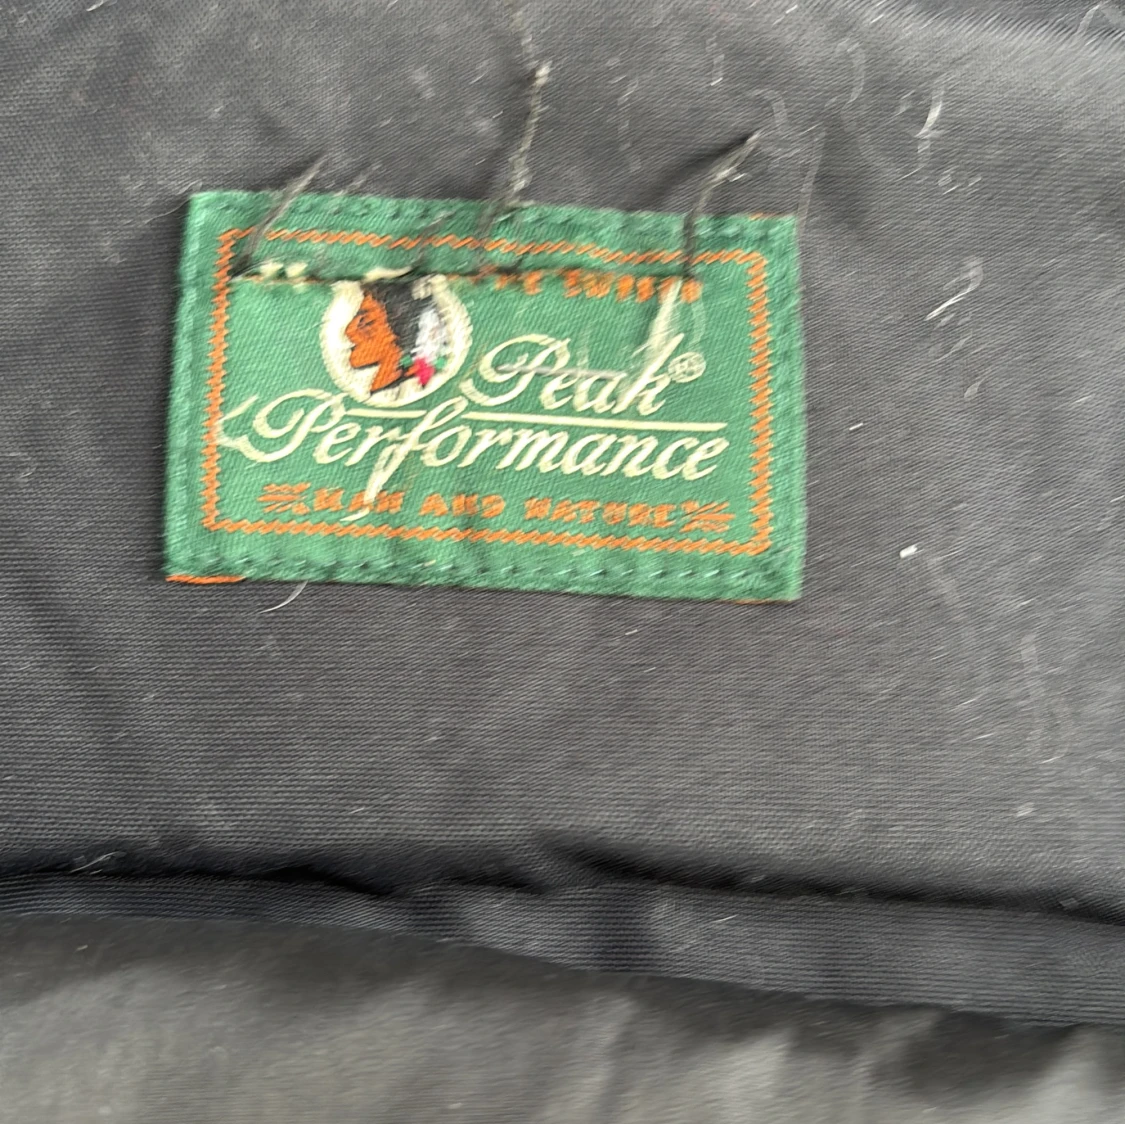 Peak®
Performance
MAN AND NATURE